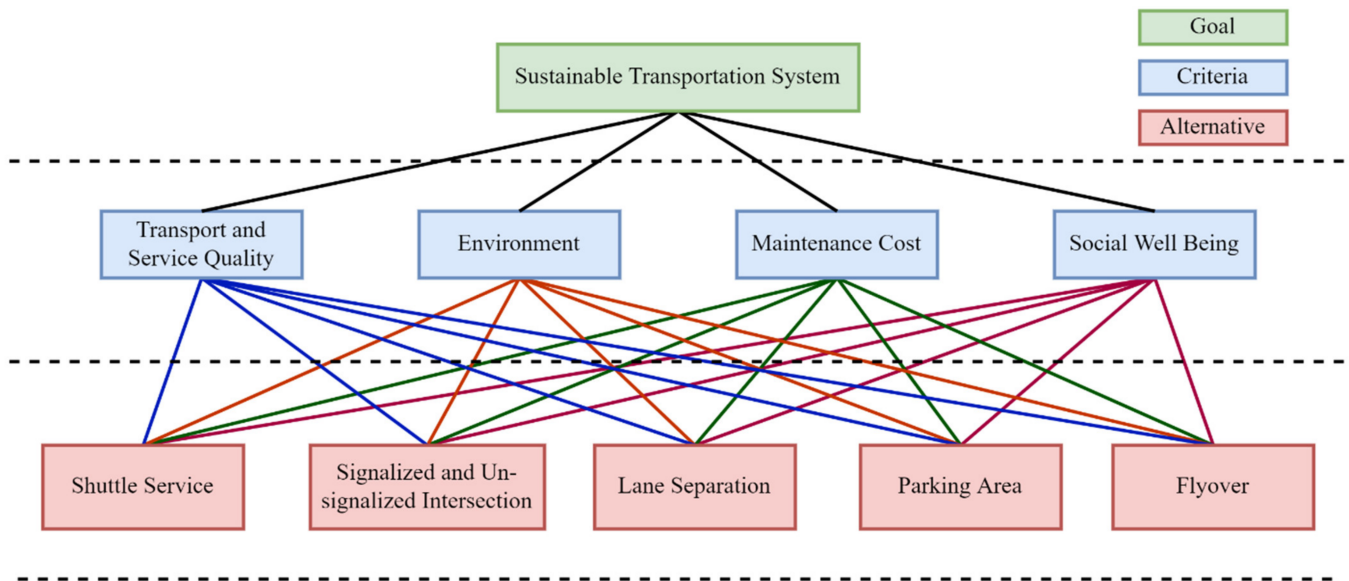 Goal
Sustainable Transportation System
Criteria
Alternative
Transport and
Service Quality
Environment
Maintenance Cost
Social Well Being
Shuttle Service
Signalized and Un-
signalized Intersection
Lane Separation
Parking Area
Flyover